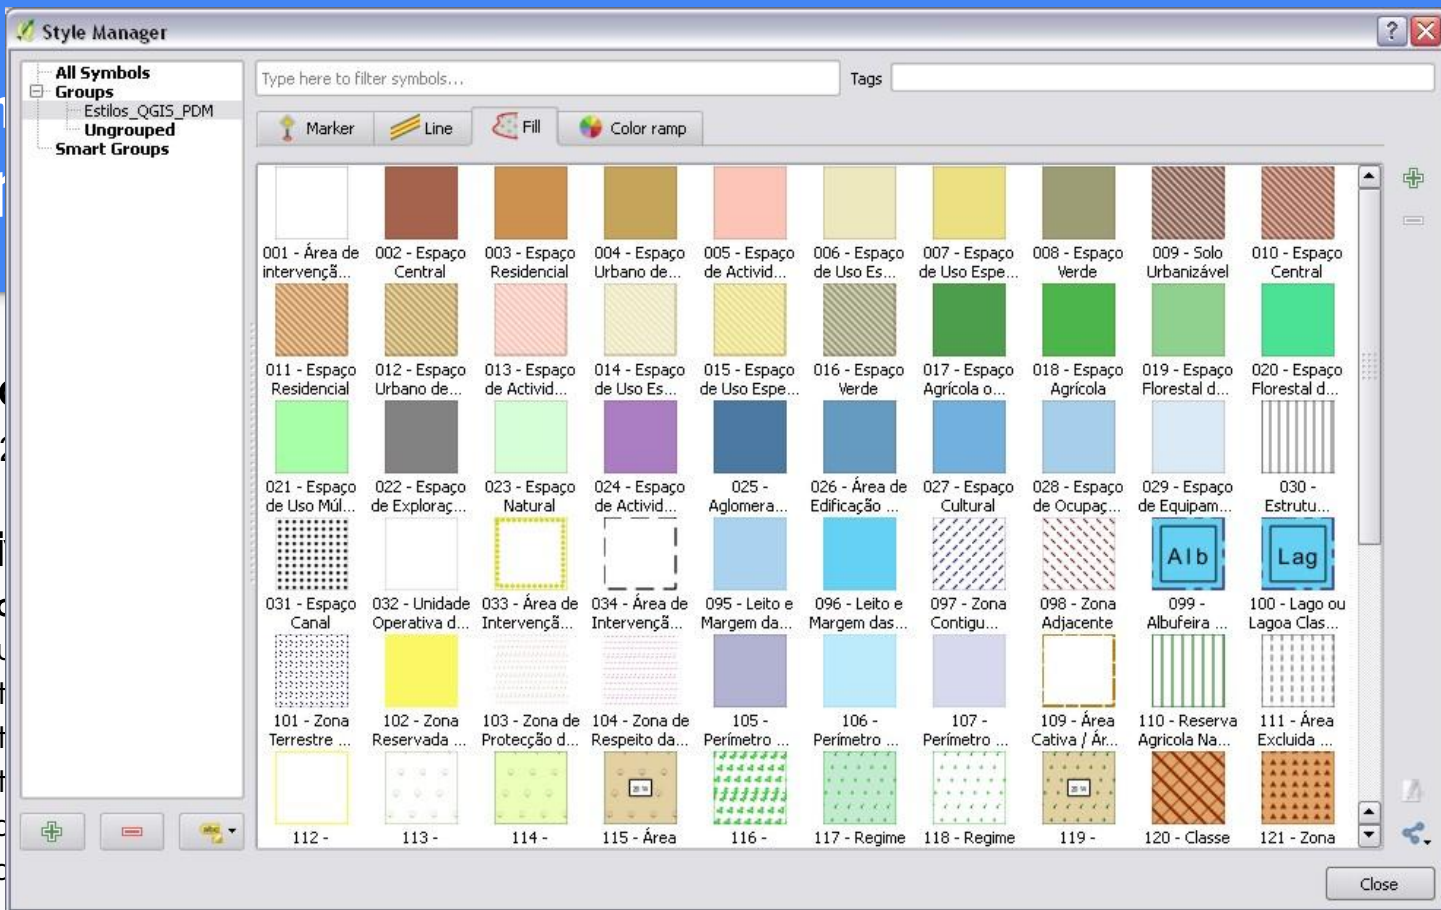 Style Manager
All Symbols
Groups
Estilos_QGIS_PDM
Ungrouped
Smart Groups
Type here to filter symbols...
Tags
Marker
Line
Fill
Color ramp
001 - Área de intervençã...
002 - Espaço Central
003 - Espaço Residencial
004 - Espaço Urbano de...
005 - Espaço de Activid...
006 - Espaço de Uso Es...
007 - Espaço de Uso Espe...
008 - Espaço Verde
009 - Solo Urbanizável
010 - Espaço Central
011 - Espaço Residencial
012 - Espaço Urbano de...
013 - Espaço de Activid...
014 - Espaço de Uso Es...
015 - Espaço de Uso Espe...
016 - Espaço Verde
017 - Espaço Agrícola o...
018 - Espaço Agrícola
019 - Espaço Florestal d...
020 - Espaço Florestal d...
021 - Espaço de Uso Múl...
022 - Espaço de Exploraç...
023 - Espaço Natural
024 - Espaço de Activid...
025 - Aglomera...
026 - Área de Edificação ...
027 - Espaço Cultural
028 - Espaço de Ocupaç...
029 - Espaço de Equipam...
030 - Estrutu...
Alb
Lag
031 - Espaço Canal
032 - Unidade Operativa d...
033 - Área de Intervençã...
034 - Área de Intervençã...
095 - Leito e Margem da...
096 - Leito e Margem das...
097 - Zona Contigu...
098 - Zona Adjacente
099 - Albufeira ...
100 - Lago ou Lagoa Clas...
101 - Zona Terrestre ...
102 - Zona Reservada ...
103 - Zona de Protecção d...
104 - Zona de Respeito da...
105 - Perímetro ...
106 - Perímetro ...
107 - Perímetro ...
109 - Área Cativa / Ár...
110 - Reserva Agricola Na...
111 - Área Excluida ...
112 -
113 -
114 -
115 - Área
116 -
117 - Regime
118 - Regime
119 -
120 - Classe
121 - Zona
Close